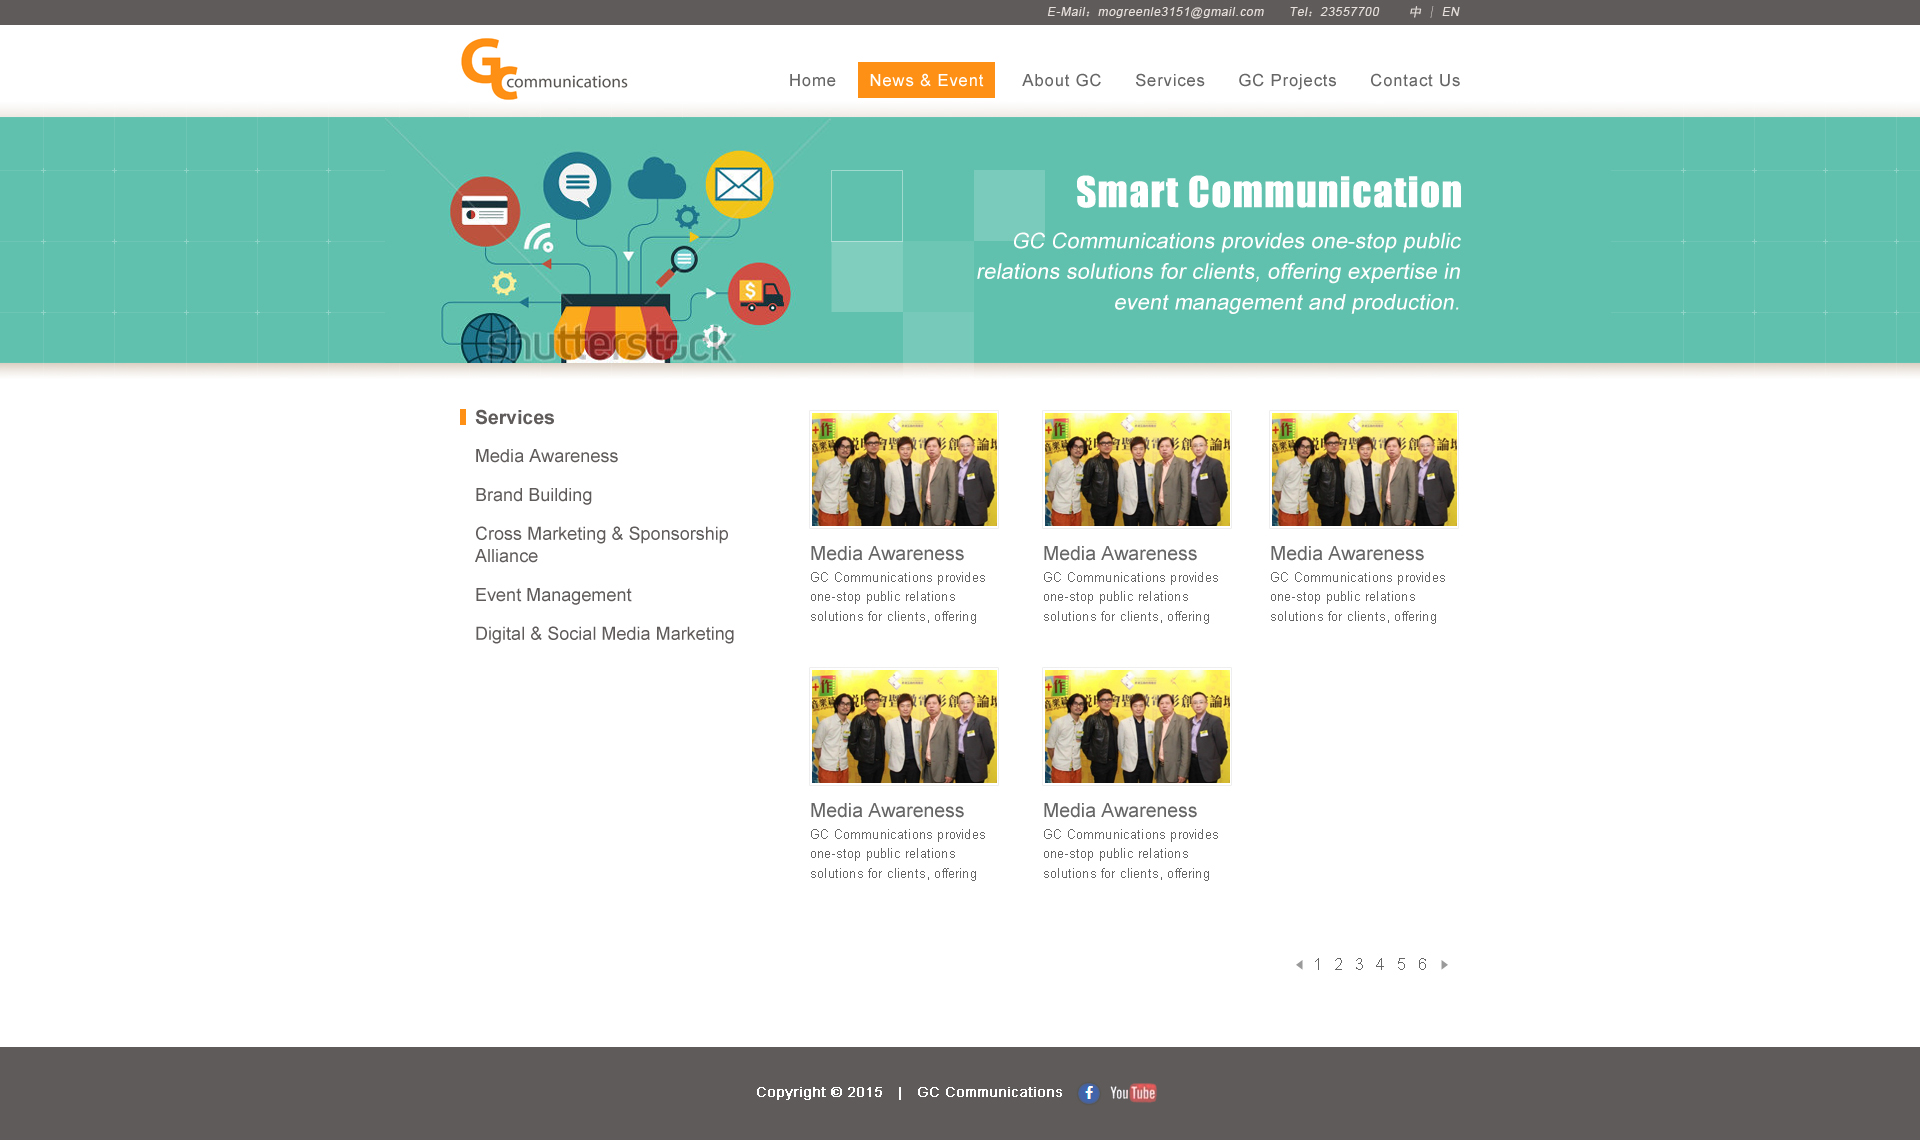 E-Mail：mogreenle3151@gmail.com Tel：23557700 中 | EN
GC communications
Home News & Event About GC Services GC Projects Contact Us
Smart Communication
GC Communications provides one-stop public
relations solutions for clients, offering expertise in
event management and production.
$
shutterstock
Services
Media Awareness
Brand Building
Cross Marketing & Sponsorship
Alliance
Event Management
Digital & Social Media Marketing
Media Awareness
GC Communications provides
one-stop public relations
solutions for clients, offering
Media Awareness
GC Communications provides
one-stop public relations
solutions for clients, offering
Media Awareness
GC Communications provides
one-stop public relations
solutions for clients, offering
Media Awareness
GC Communications provides
one-stop public relations
solutions for clients, offering
Media Awareness
GC Communications provides
one-stop public relations
solutions for clients, offering
1 2 3 4 5 6
Copyright © 2015 | GC Communications f YouTube